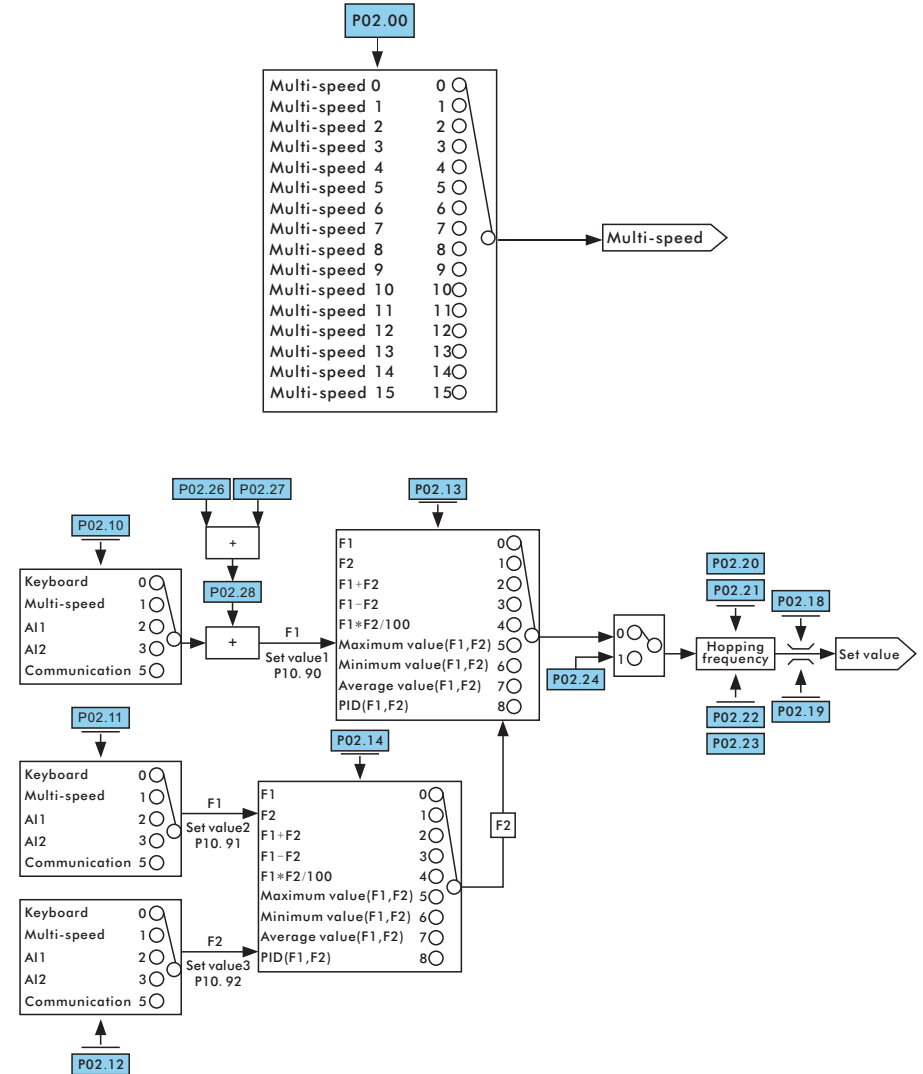 P02.00
Multi-speed 0 0
Multi-speed 1 1
Multi-speed 2 2
Multi-speed 3 3
Multi-speed 4 4
Multi-speed 5 5
Multi-speed 6 6
Multi-speed 7 7
Multi-speed 8 8
Multi-speed 9 9
Multi-speed 10 10
Multi-speed 11 11
Multi-speed 12 12
Multi-speed 13 13
Multi-speed 14 14
Multi-speed 15 15
Multi-speed
P02.26 P02.27
+
P02.28
+
P02.10
Keyboard 0
Multi-speed 1
AI1 2
AI2 3
Communication 5
F1
Set value1
P10. 90
P02.13
F1 0
F2 1
F1+F2 2
F1-F2 3
F1*F2/100 4
Maximum value(F1,F2) 5
Minimum value(F1,F2) 6
Average value(F1,F2) 7
PID(F1,F2) 8
0
1
P02.24
P02.20
P02.21
Hopping
frequency
P02.22
P02.23
P02.18
P02.19
Set value
P02.11
Keyboard 0
Multi-speed 1
AI1 2
AI2 3
Communication 5
F1
Set value2
P10. 91
P02.14
F1 0
F2 1
F1+F2 2
F1-F2 3
F1*F2/100 4
Maximum value(F1,F2) 5
Minimum value(F1,F2) 6
Average value(F1,F2) 7
PID(F1,F2) 8
F2
Keyboard 0
Multi-speed 1
AI1 2
AI2 3
Communication 5
F2
Set value3
P10. 92
P02.12